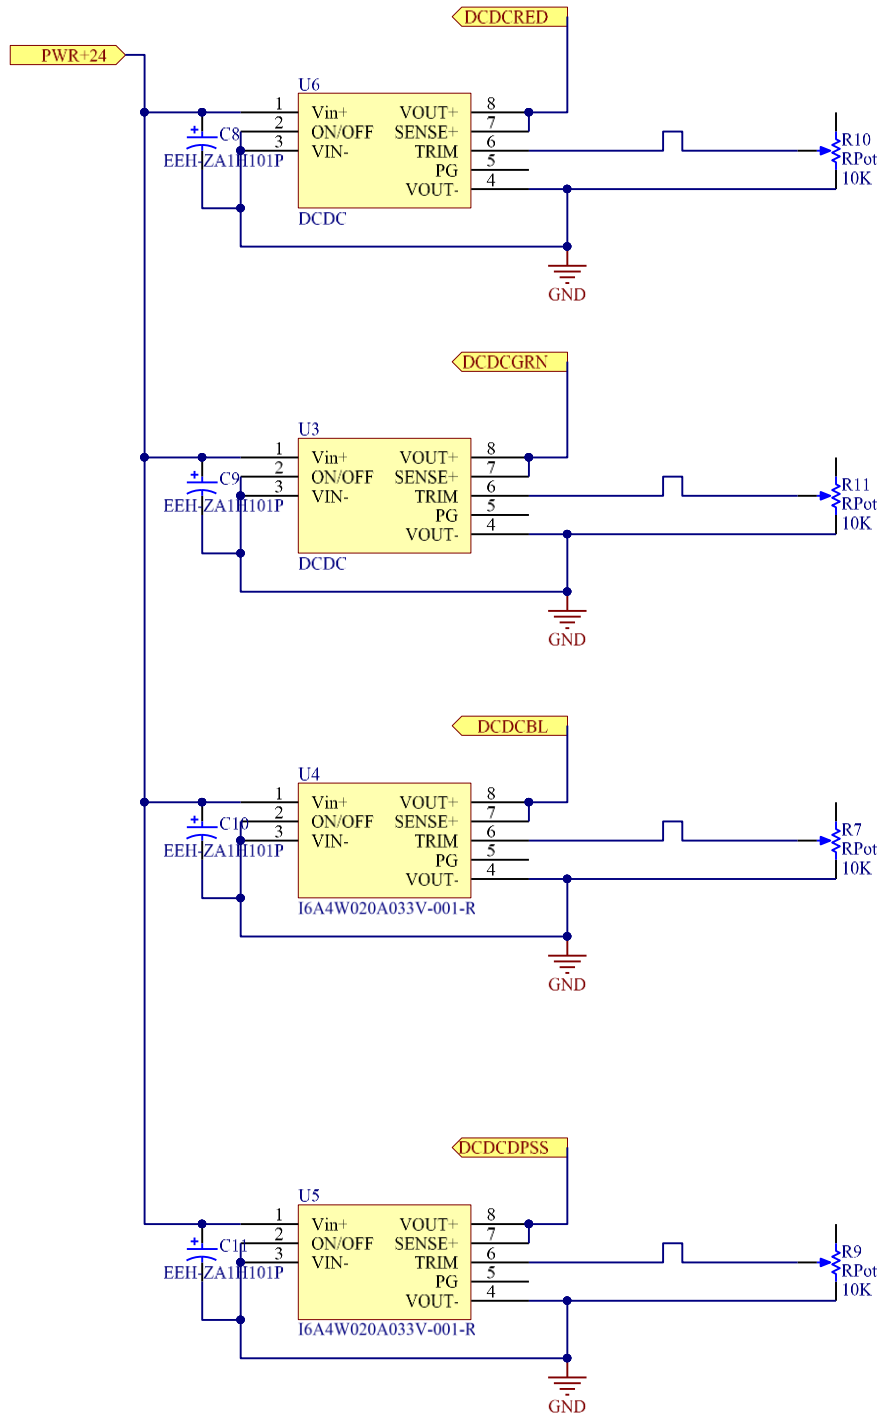 DCDCRED
PWR+24
U6
1 Vin+ VOUT+ 8
2 ON/OFF SENSE+ 7
3 VIN- TRIM 6
PG 5
VOUT- 4
C8
EEH-ZA1H101P
R10
RPot
10K
DCDC
GND
DCDCGRN
U3
1 Vin+ VOUT+ 8
2 ON/OFF SENSE+ 7
3 VIN- TRIM 6
PG 5
VOUT- 4
C9
EEH-ZA1H101P
R11
RPot
10K
DCDC
GND
DCDCBL
U4
1 Vin+ VOUT+ 8
2 ON/OFF SENSE+ 7
3 VIN- TRIM 6
PG 5
VOUT- 4
C10
EEH-ZA1H101P
R7
RPot
10K
I6A4W020A033V-001-R
GND
DCDCDPSS
U5
1 Vin+ VOUT+ 8
2 ON/OFF SENSE+ 7
3 VIN- TRIM 6
PG 5
VOUT- 4
C11
EEH-ZA1H101P
R9
RPot
10K
I6A4W020A033V-001-R
GND